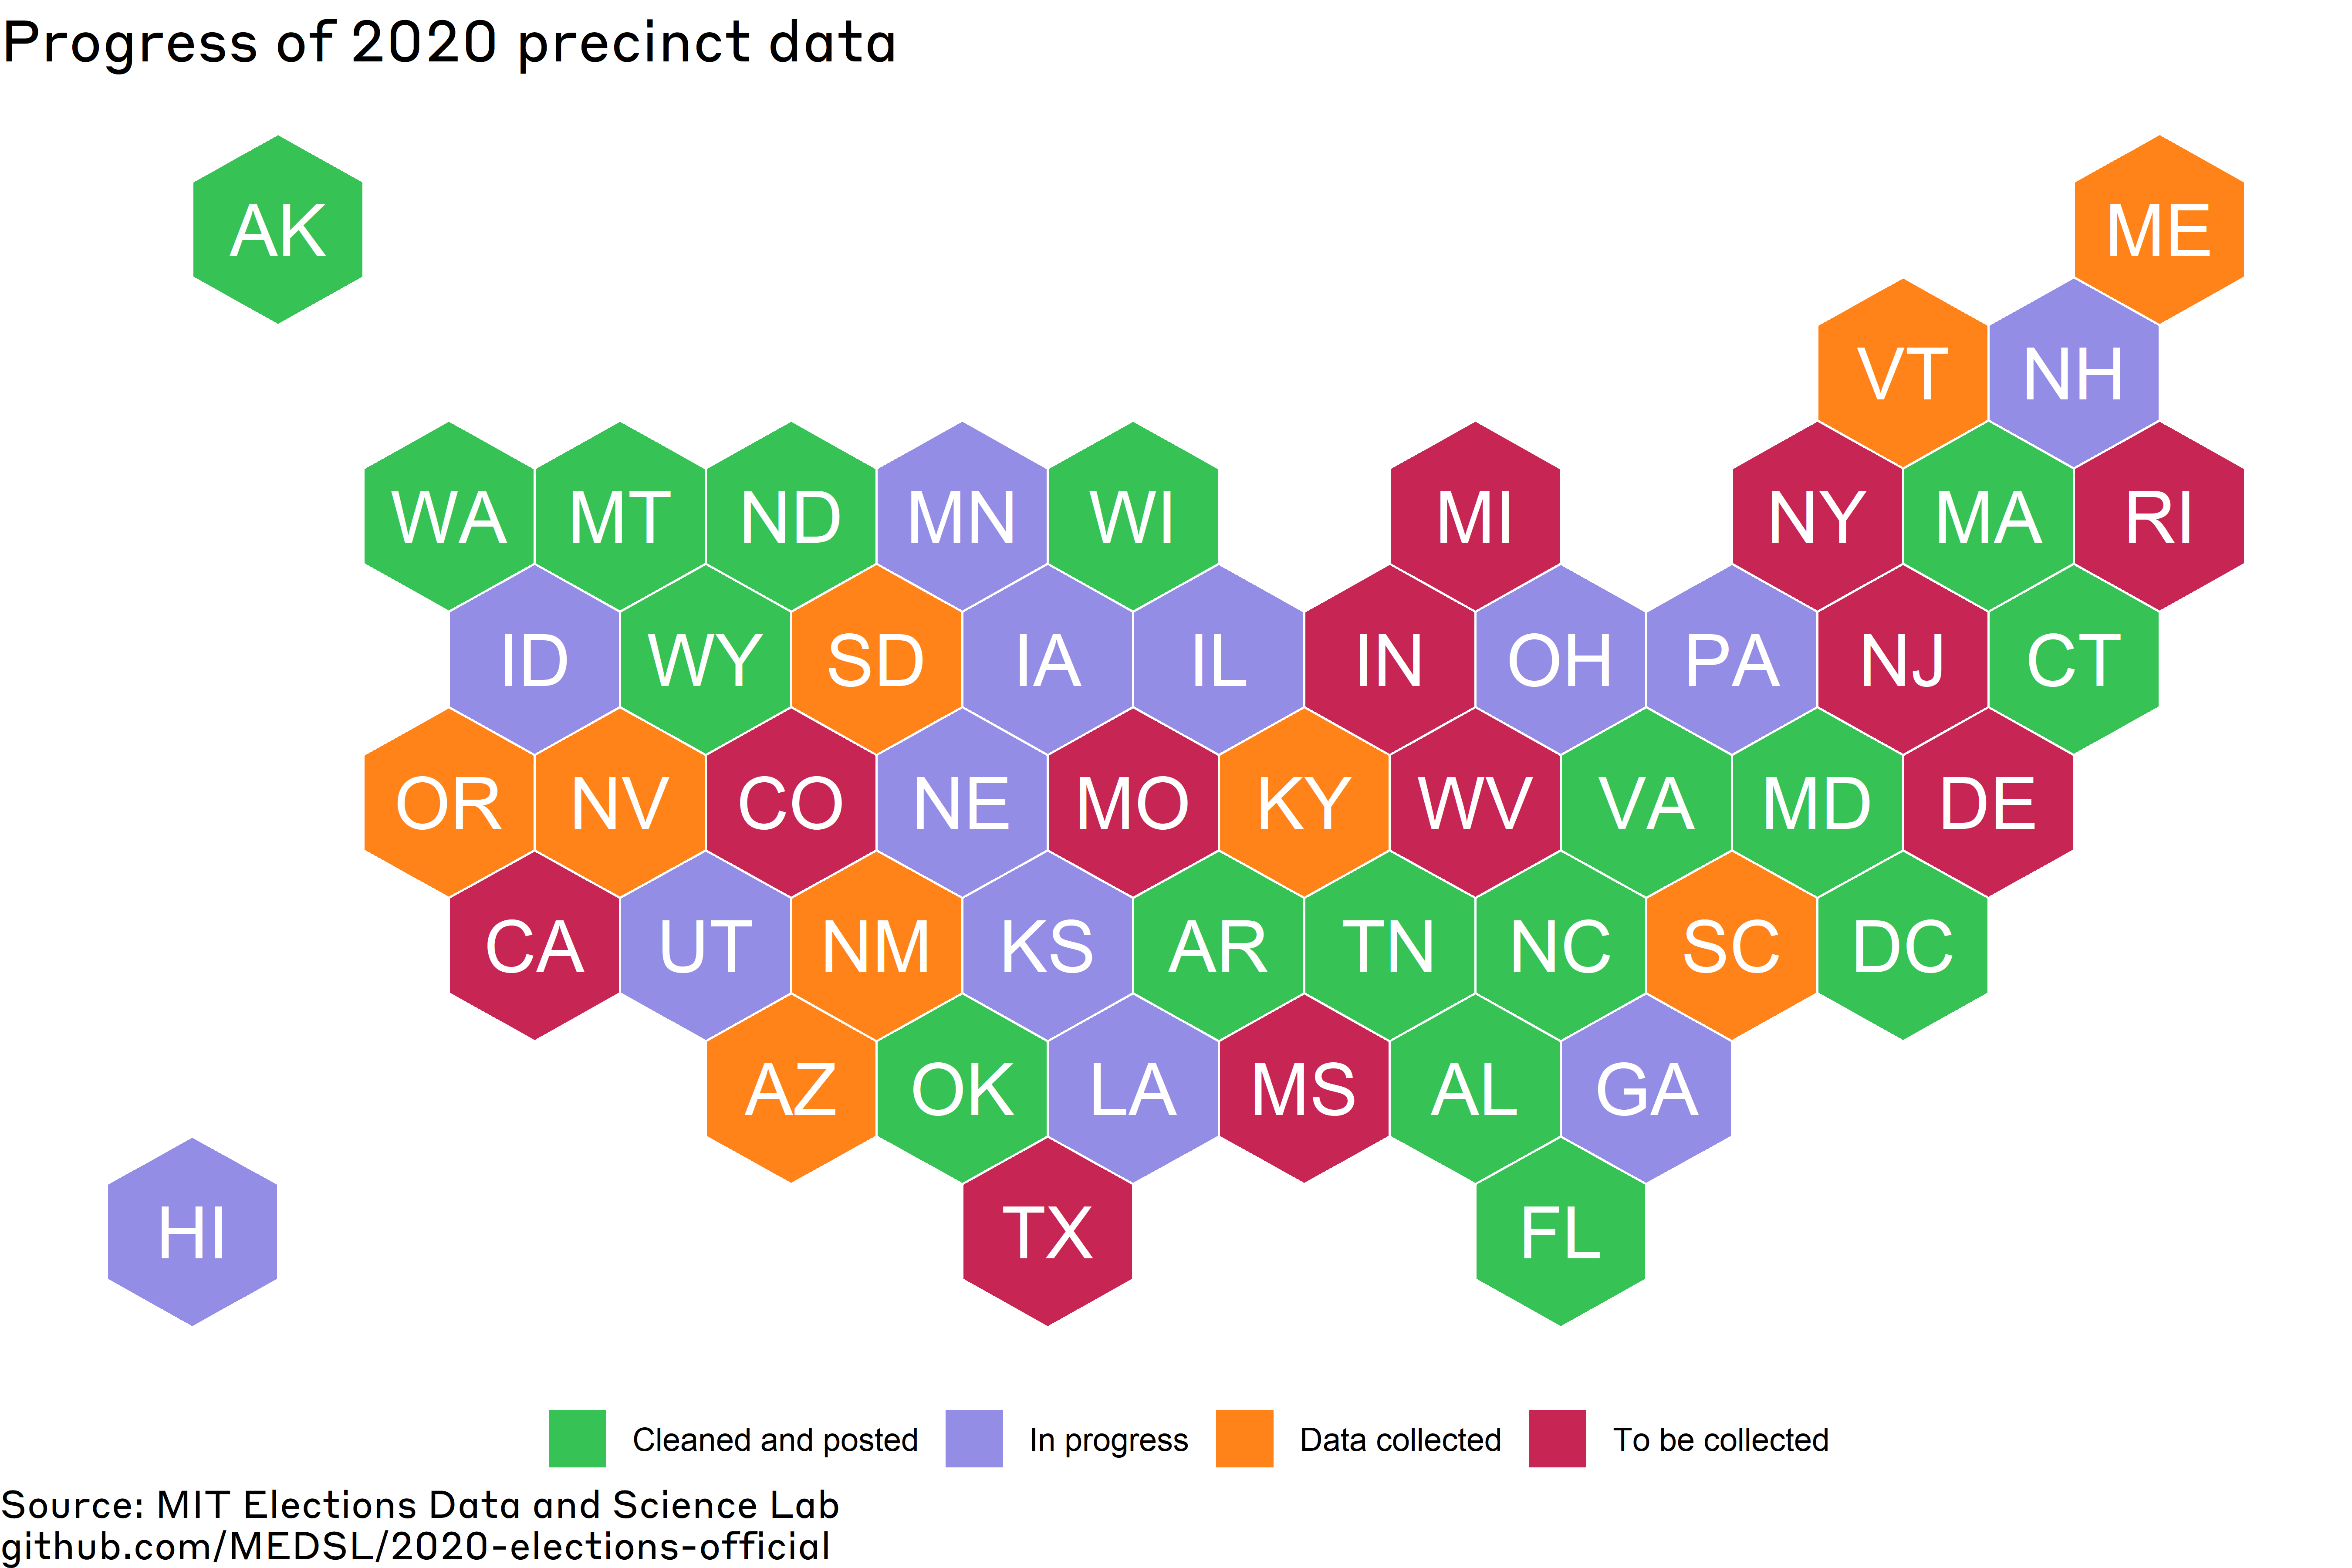 Progress of 2020 precinct data
AK
ME
VT NH
WA MT ND MN WI MI NY MA RI
ID WY SD IA IL IN OH PA NJ CT
OR NV CO NE MO KY WV VA MD DE
CA UT NM KS AR TN NC SC DC
AZ OK LA MS AL GA
HI TX FL
Cleaned and posted In progress Data collected To be collected
Source: MIT Elections Data and Science Lab
github.com/MEDSL/2020-elections-official